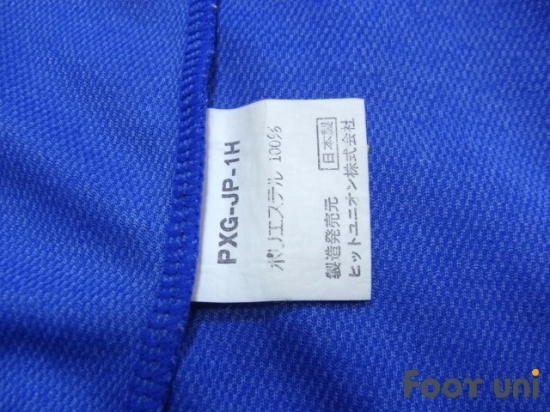 PXG-JP-1H
ポリエステル 100%
日本製
製造発売元
ヒットユニオン株式会社
FOOT uni